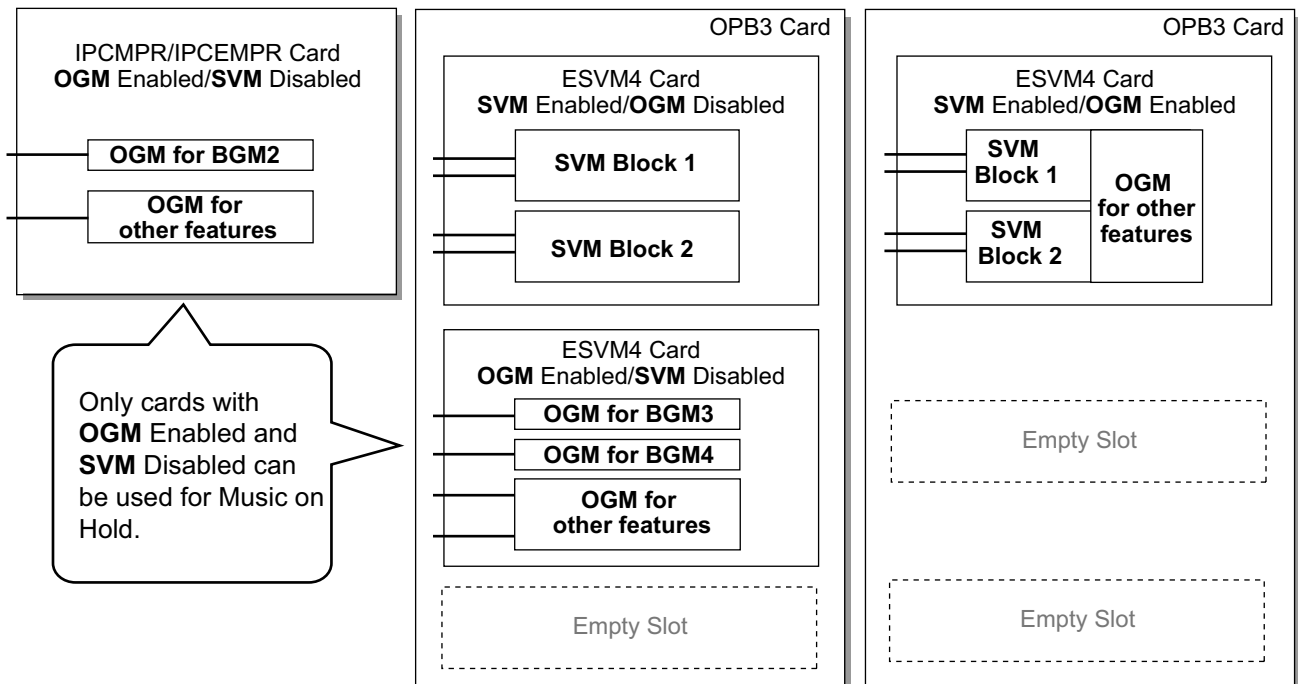 IPCMPR/IPCEMPR Card
OGM Enabled/SVM Disabled
OGM for BGM2
OGM for
other features
Only cards with
OGM Enabled and
SVM Disabled can
be used for Music on
Hold.
OPB3 Card
ESVM4 Card
SVM Enabled/OGM Disabled
SVM Block 1
SVM Block 2
ESVM4 Card
OGM Enabled/SVM Disabled
OGM for BGM3
OGM for BGM4
OGM for
other features
Empty Slot
OPB3 Card
ESVM4 Card
SVM Enabled/OGM Enabled
SVM
Block 1
SVM
Block 2
OGM
for other
features
Empty Slot
Empty Slot